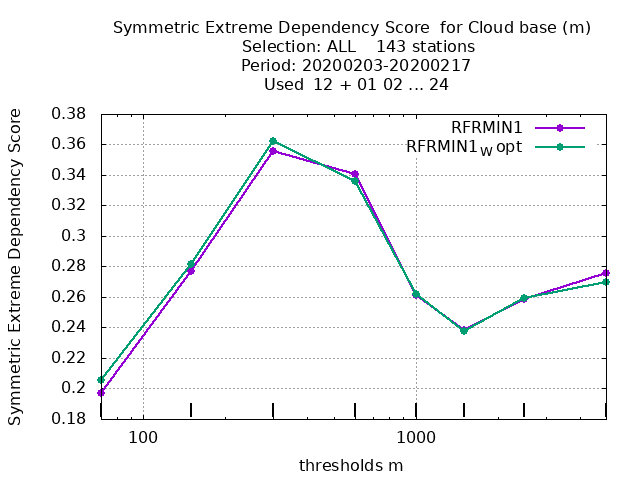 Symmetric Extreme Dependency Score for Cloud base (m)
Selection: ALL 143 stations
Period: 20200203-20200217
Used 12 + 01 02 ... 24
Symmetric Extreme Dependency Score
0.38
0.36
0.34
0.32
0.3
0.28
0.26
0.24
0.22
0.2
0.18
RFRMIN1
RFRMIN1W opt
100 1000
thresholds m